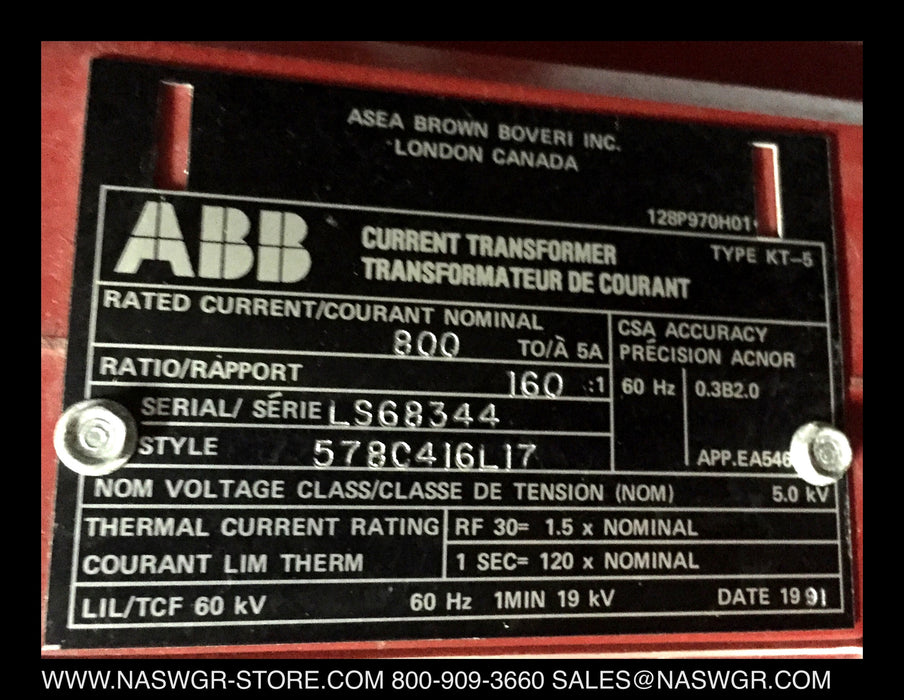 ASEA BROWN BOVERI INC.
LONDON CANADA
128P970H01
ABB
CURRENT TRANSFORMER
TYPE KT-5
TRANSFORMATEUR DE COURANT
RATED CURRENT/COURANT NOMINAL
800 TO/À 5A
CSA ACCURACY
PRÉCISION ACNOR
RATIO/RAPPORT 160 :1
60 Hz 0.3B2.0
SERIAL/ SÉRIE LS68344
STYLE 578C416L17
APP.EA546
NOM VOLTAGE CLASS/CLASSE DE TENSION (NOM) 5.0 kV
THERMAL CURRENT RATING RF 30= 1.5 x NOMINAL
COURANT LIM THERM 1 SEC= 120 x NOMINAL
LIL/TCF 60 kV 60 Hz 1MIN 19 kV DATE 1991
WWW.NASWGR-STORE.COM 800-909-3660 SALES@NASWGR.COM